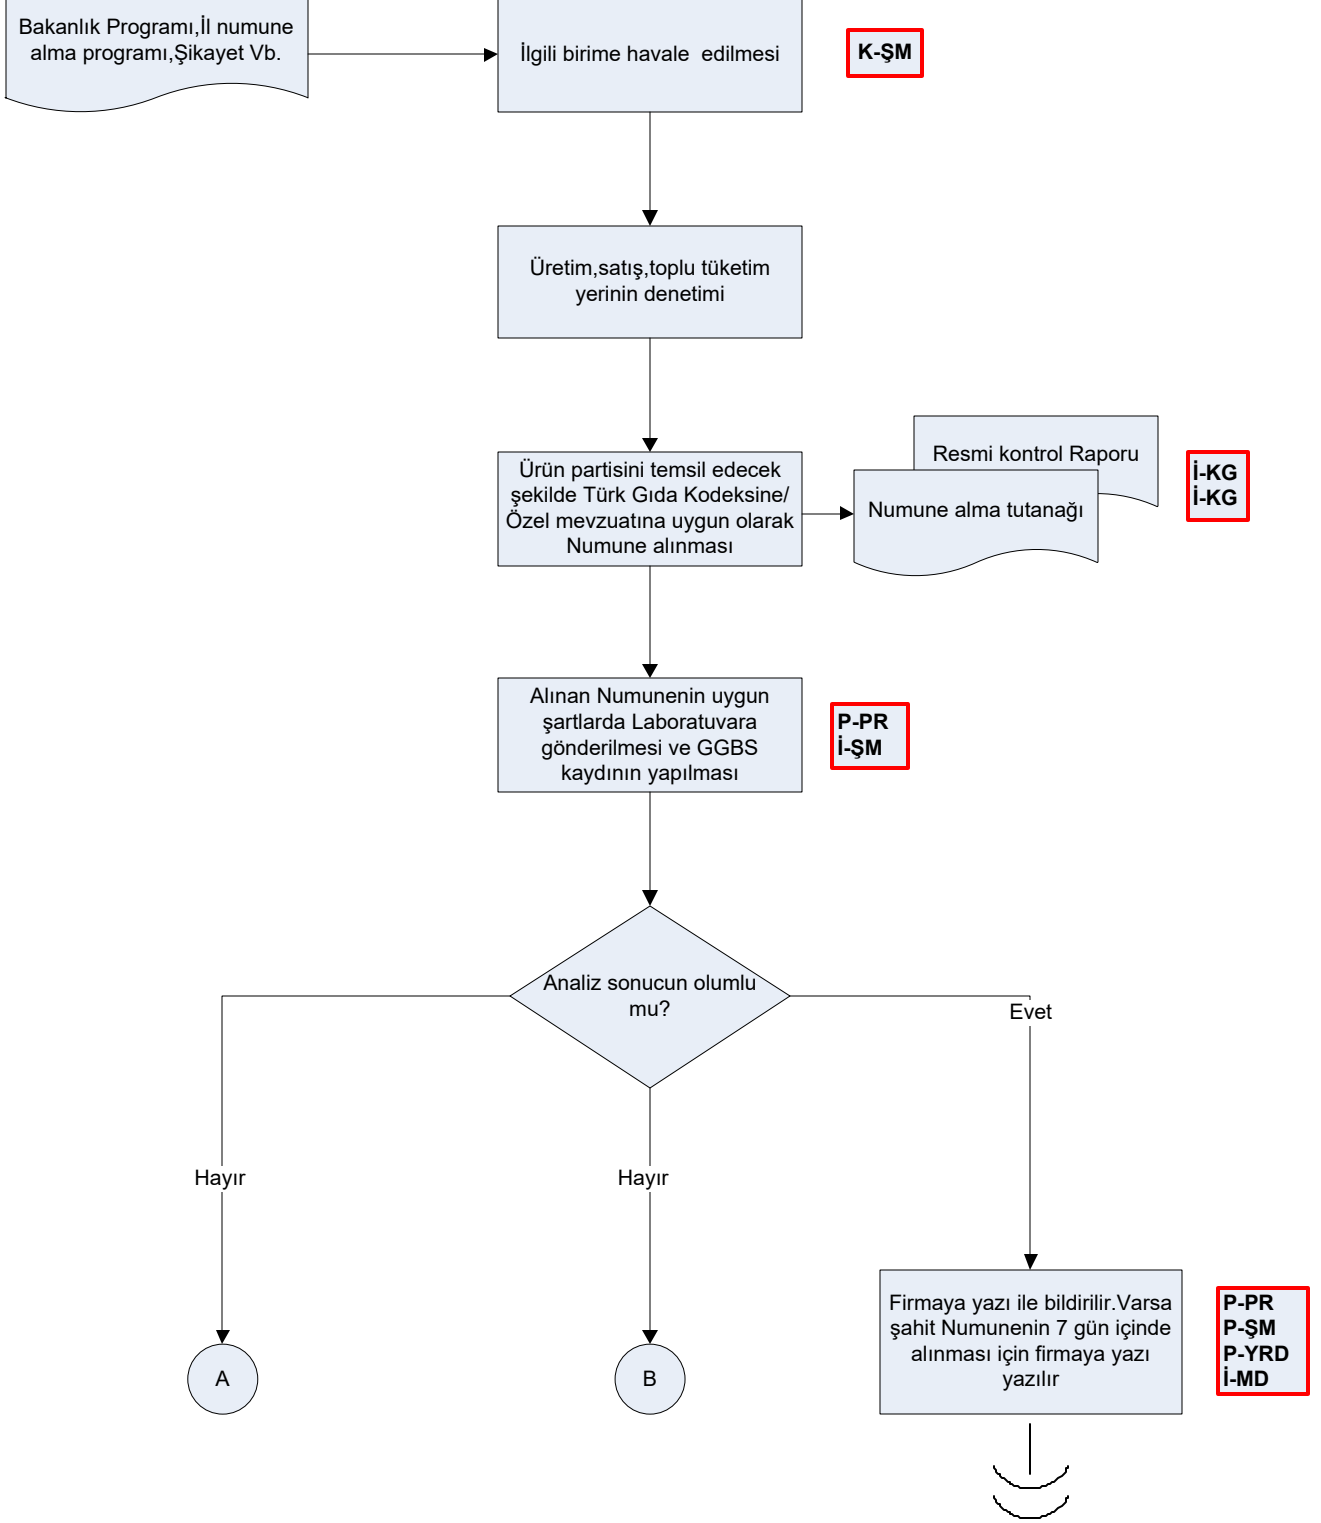 Bakanlık Programı,İl numune
alma programı,Şikayet Vb.
İlgili birime havale  edilmesi
K-ŞM
Üretim,satış,toplu tüketim
yerinin denetimi
Ürün partisini temsil edecek
şekilde Türk Gıda Kodeksine/
Özel mevzuatına uygun olarak
Numune alınması
Resmi kontrol Raporu
Numune alma tutanağı
İ-KG
İ-KG
Alınan Numunenin uygun
şartlarda Laboratuvara
gönderilmesi ve GGBS
kaydının yapılması
P-PR
İ-ŞM
Analiz sonucun olumlu
mu?
Evet
Hayır
Hayır
Firmaya yazı ile bildirilir.Varsa
şahit Numunenin 7 gün içinde
alınması için firmaya yazı
yazılır
P-PR
P-ŞM
P-YRD
İ-MD
A
B